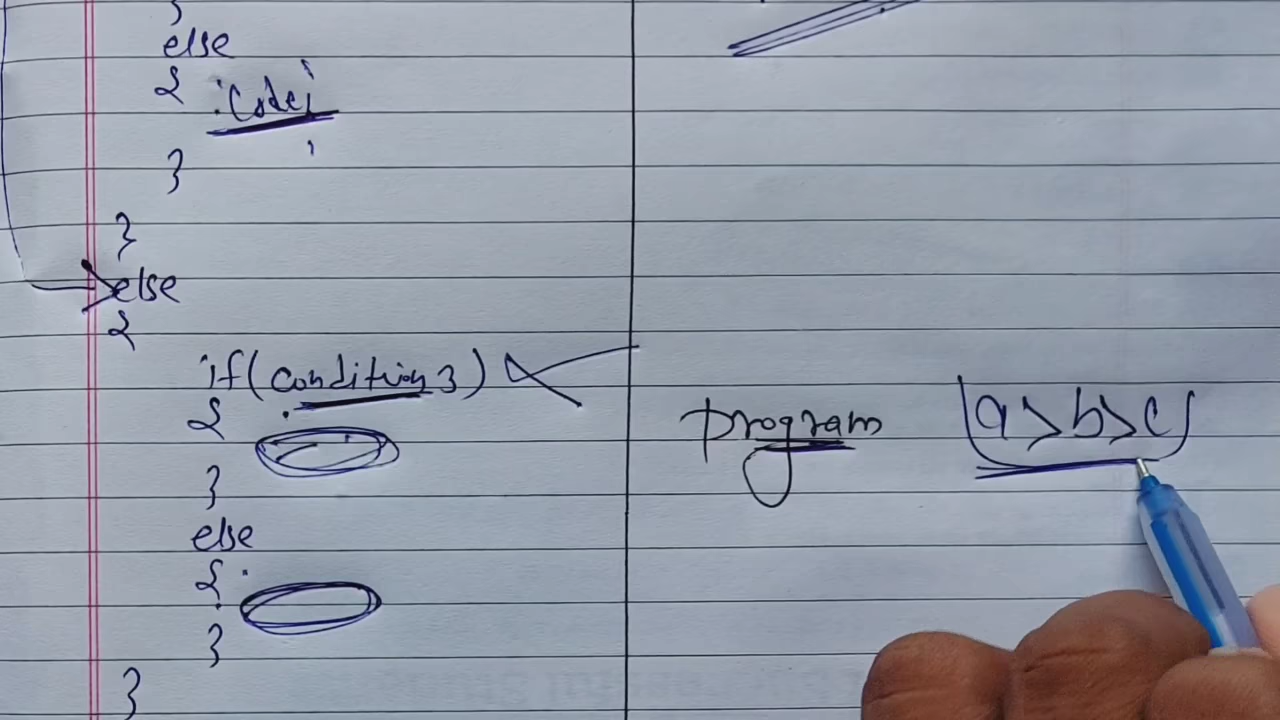 }
else
{ Code;
}
}
else
{
if(condition3)
{
}
else
{
}
}
program a>b>c